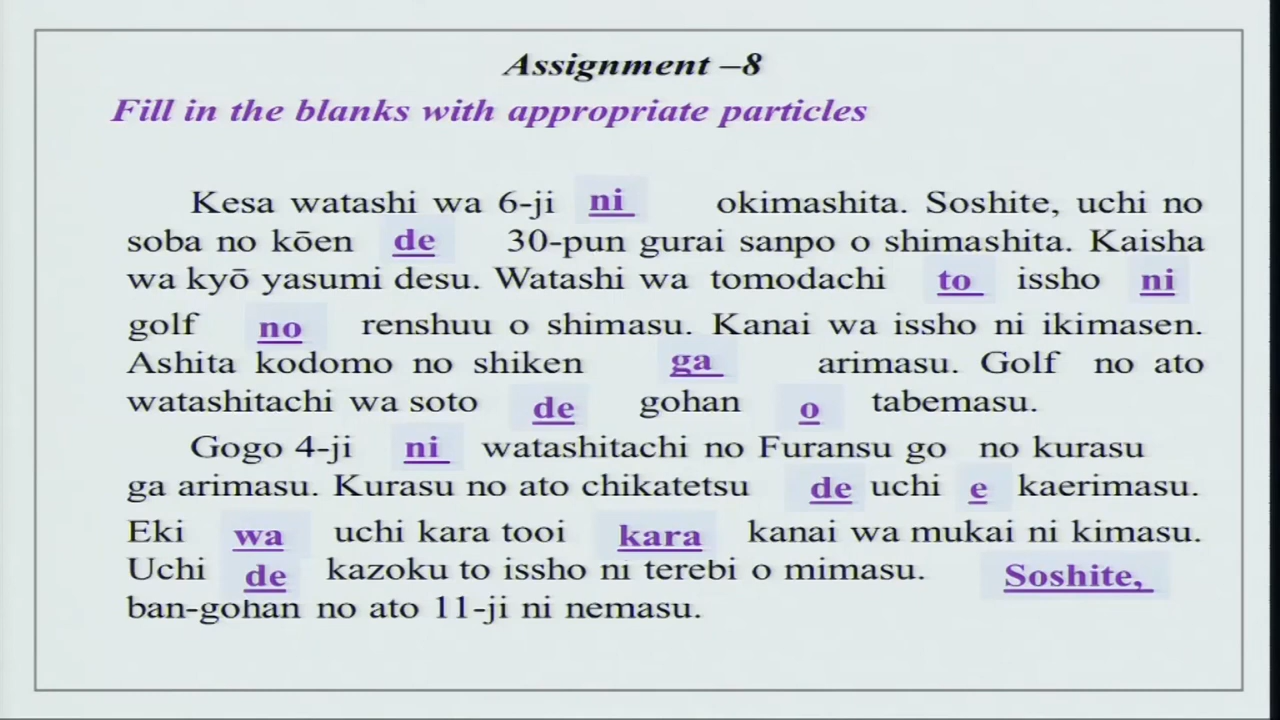 Assignment –8
Fill in the blanks with appropriate particles
Kesa watashi wa 6-ji ni okimashita. Soshite, uchi no
soba no kōen de 30-pun gurai sanpo o shimashita. Kaisha
wa kyō yasumi desu. Watashi wa tomodachi to issho ni
golf no renshuu o shimasu. Kanai wa issho ni ikimasen.
Ashita kodomo no shiken ga arimasu. Golf no ato
watashitachi wa soto de gohan o tabemasu.
Gogo 4-ji ni watashitachi no Furansu go no kurasu
ga arimasu. Kurasu no ato chikatetsu de uchi e kaerimasu.
Eki wa uchi kara tooi kara kanai wa mukai ni kimasu.
Uchi de kazoku to issho ni terebi o mimasu. Soshite,
ban-gohan no ato 11-ji ni nemasu.